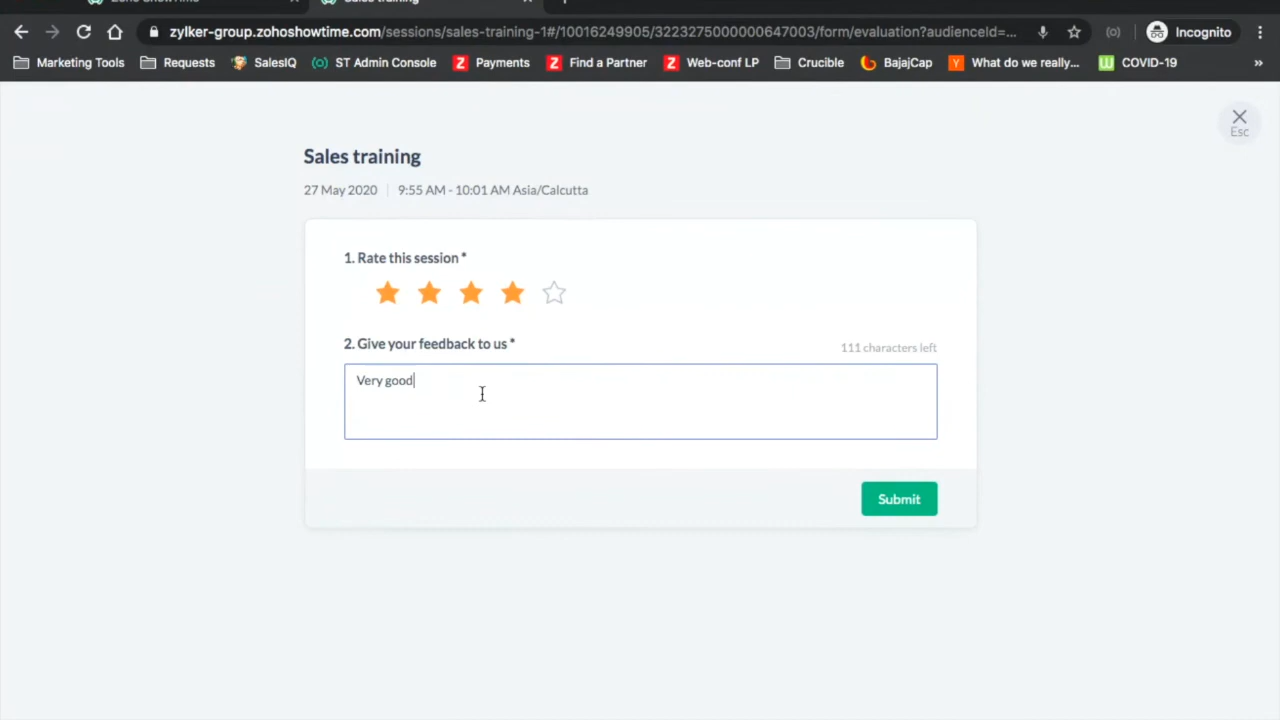 zylker-group.zohoshowtime.com/sessions/sales-training-1#/10016249905/3223275000000647003/form/evaluation?audienceId=...
Incognito
Marketing Tools
Requests
SalesIQ
ST Admin Console
Payments
Find a Partner
Web-conf LP
Crucible
BajajCap
What do we really...
COVID-19
»
Esc
Sales training
27 May 2020 | 9:55 AM - 10:01 AM Asia/Calcutta
1. Rate this session *
2. Give your feedback to us *
111 characters left
Very good
Submit